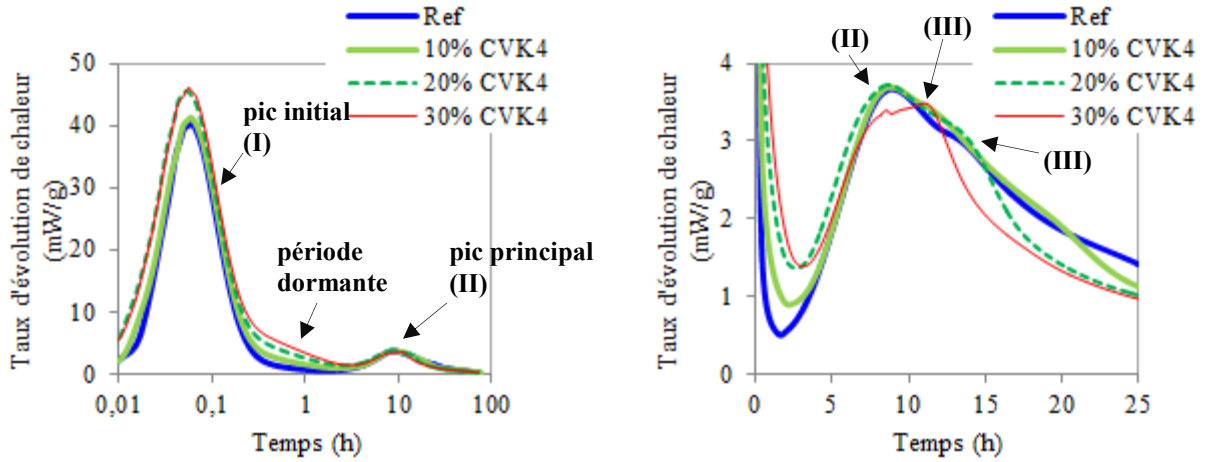 Ref
10% CVK4
20% CVK4
30% CVK4
50
40
30
20
10
0
0,01
0,1
1
10
100
Temps (h)
Taux d'évolution de chaleur
(mW/g)
pic initial
(I)
période
dormante
pic principal
(II)
Ref
10% CVK4
20% CVK4
30% CVK4
(II)
(III)
(III)
4
3
2
1
0
0
5
10
15
20
25
Temps (h)
Taux d'évolution de chaleur
(mW/g)